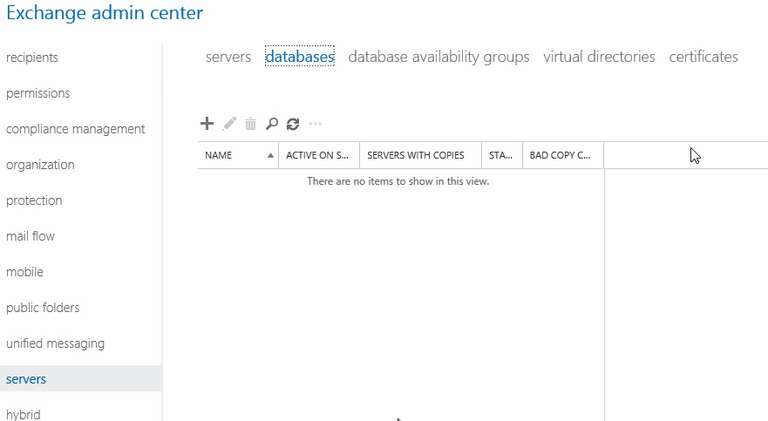 Exchange admin center
recipients
permissions
compliance management
organization
protection
mail flow
mobile
public folders
unified messaging
servers
hybrid
servers databases database availability groups virtual directories certificates
NAME ACTIVE ON S... SERVERS WITH COPIES STA... BAD COPY C...
There are no items to show in this view.